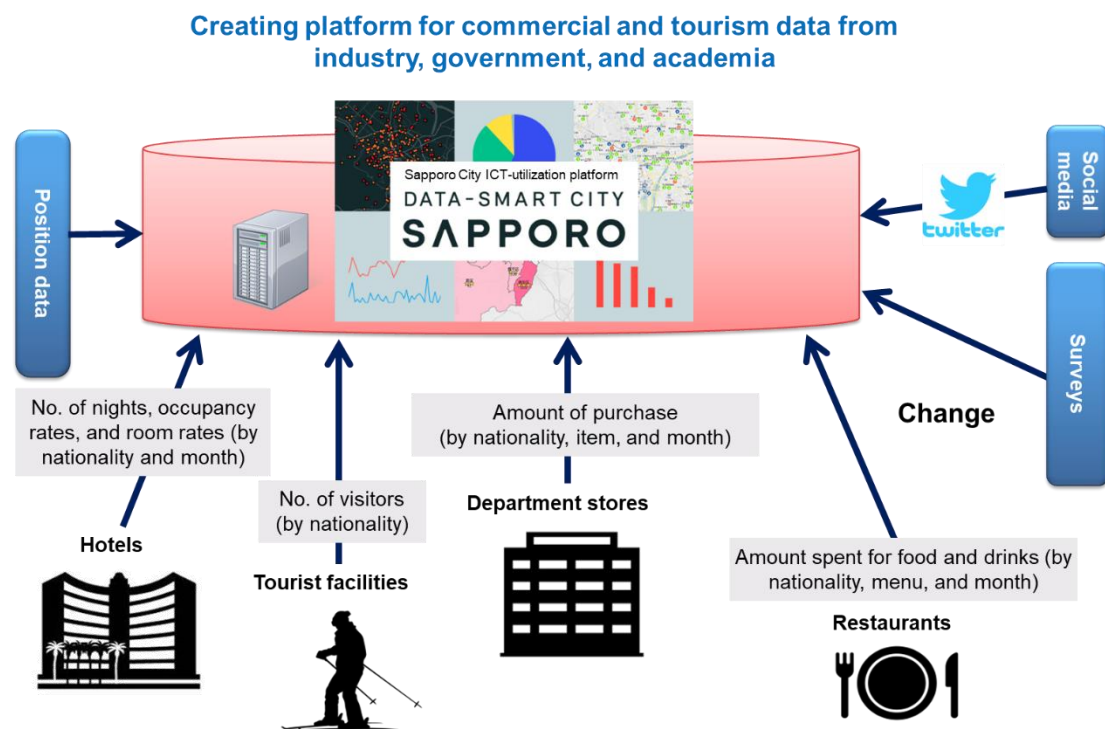 Creating platform for commercial and tourism data from
industry, government, and academia
Position data
Sapporo City ICT-utilization platform
DATA-SMART CITY
SAPPORO
twitter
Social
media
Surveys
Change
No. of nights, occupancy
rates, and room rates (by
nationality and month)
Hotels
No. of visitors
(by nationality)
Tourist facilities
Amount of purchase
(by nationality, item, and month)
Department stores
Amount spent for food and drinks (by
nationality, menu, and month)
Restaurants